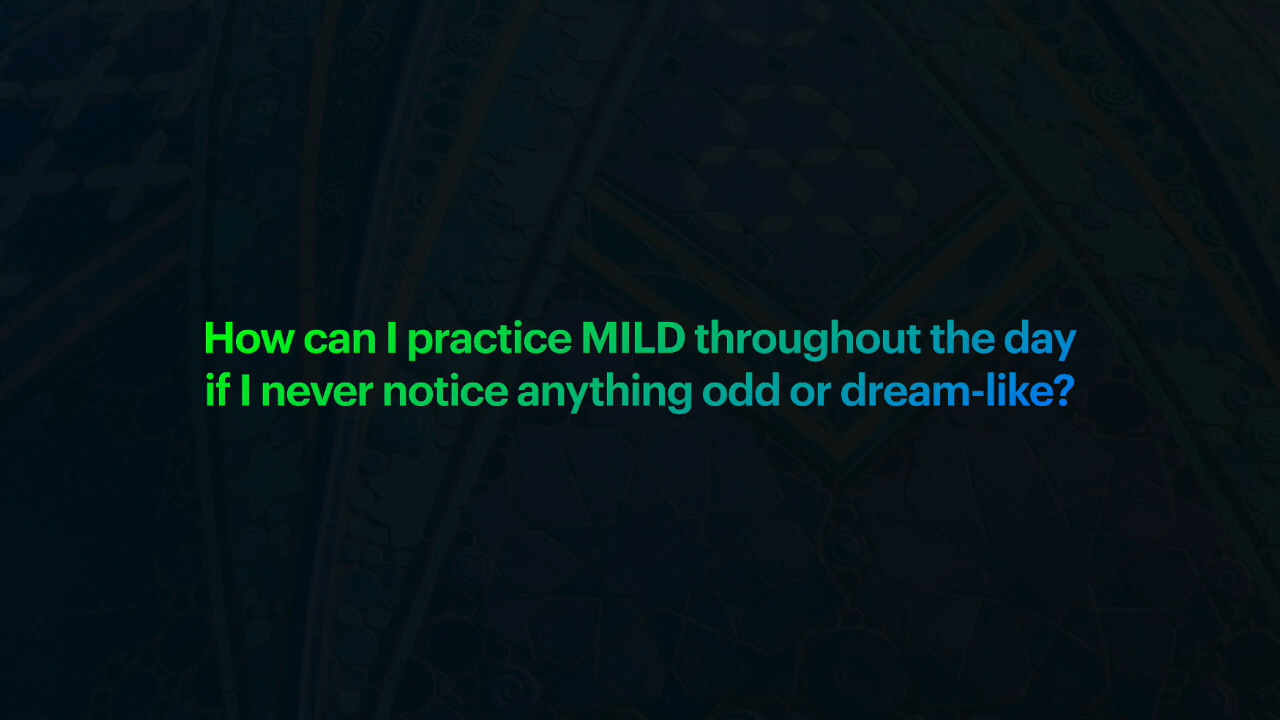 How can I practice MILD throughout the day
if I never notice anything odd or dream-like?